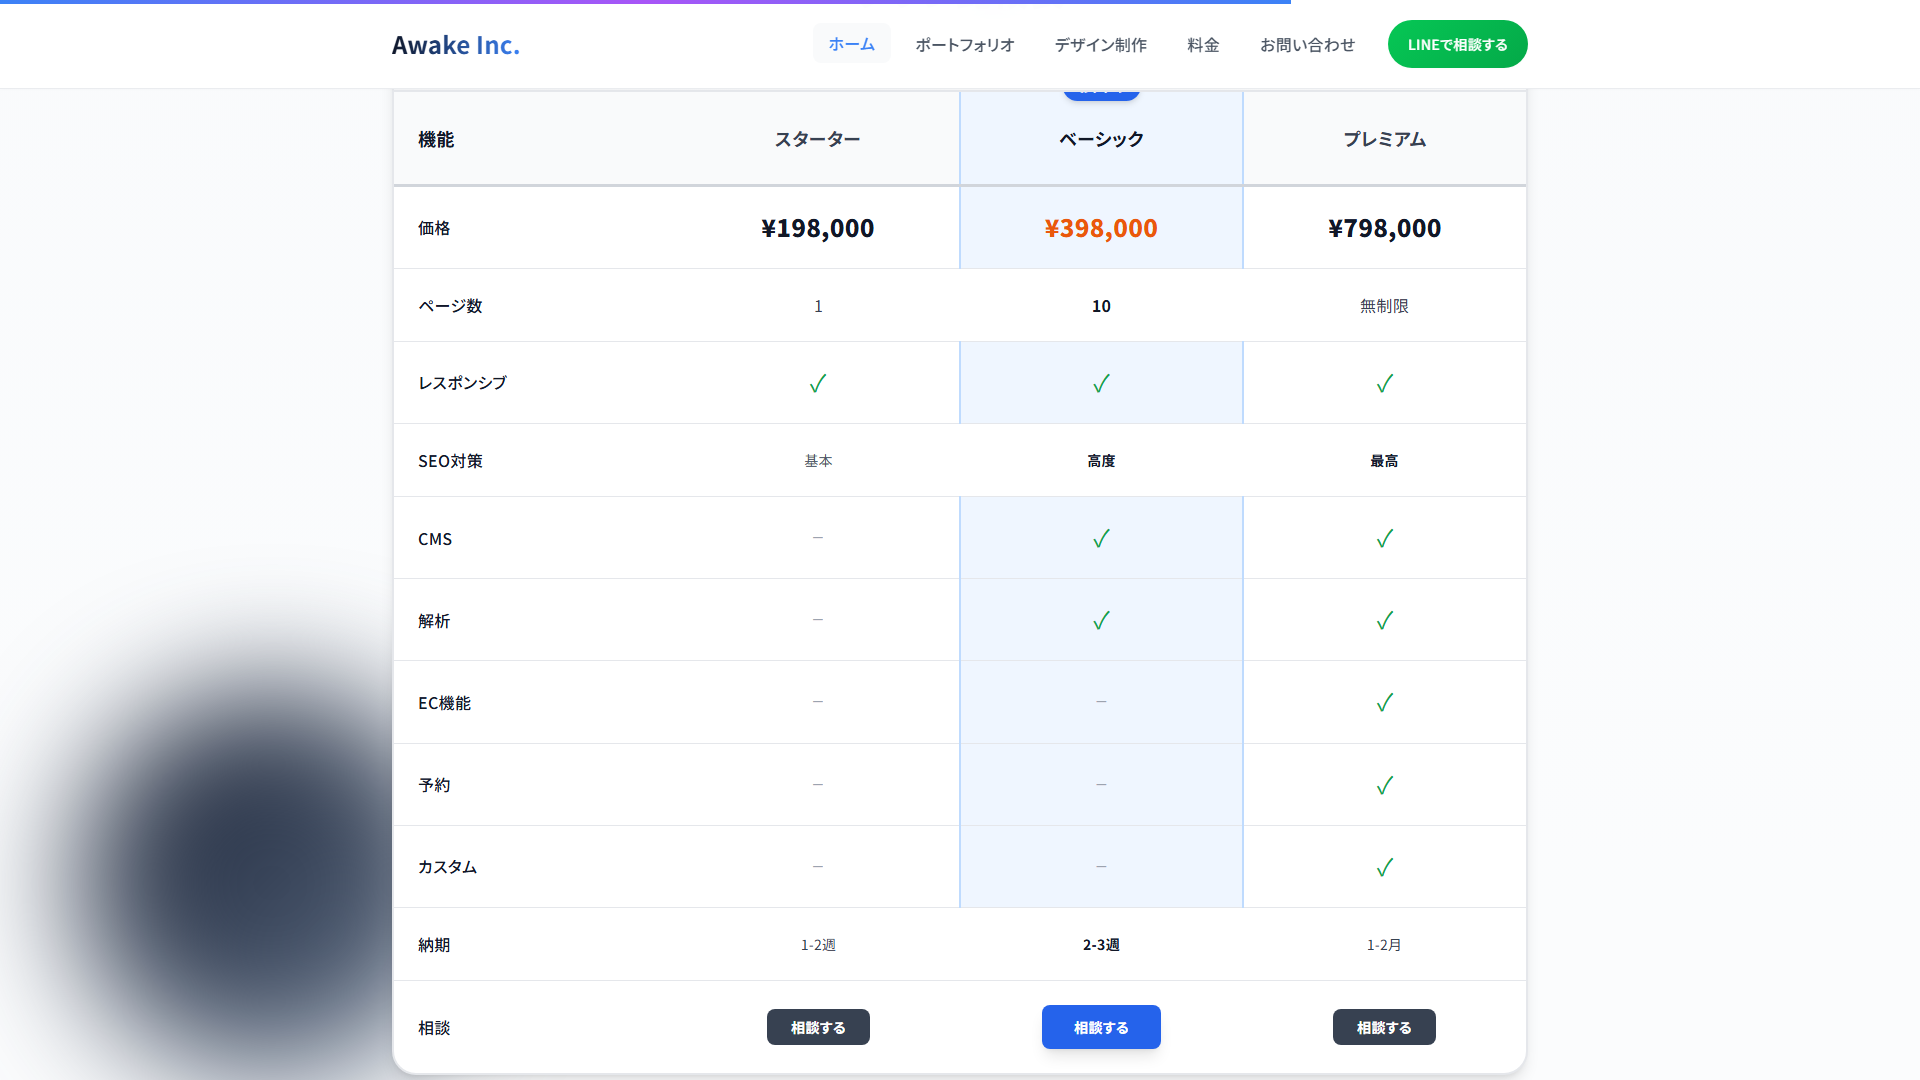 Awake Inc.
ホーム
ポートフォリオ
デザイン制作
料金
お問い合わせ
LINEで相談する
機能
スターター
ベーシック
プレミアム
価格
¥198,000
¥398,000
¥798,000
ページ数
1
10
無制限
レスポンシブ
✓
✓
✓
SEO対策
基本
高度
最高
CMS
–
✓
✓
解析
–
✓
✓
EC機能
–
–
✓
予約
–
–
✓
カスタム
–
–
✓
納期
1-2週
2-3週
1-2月
相談
相談する
相談する
相談する